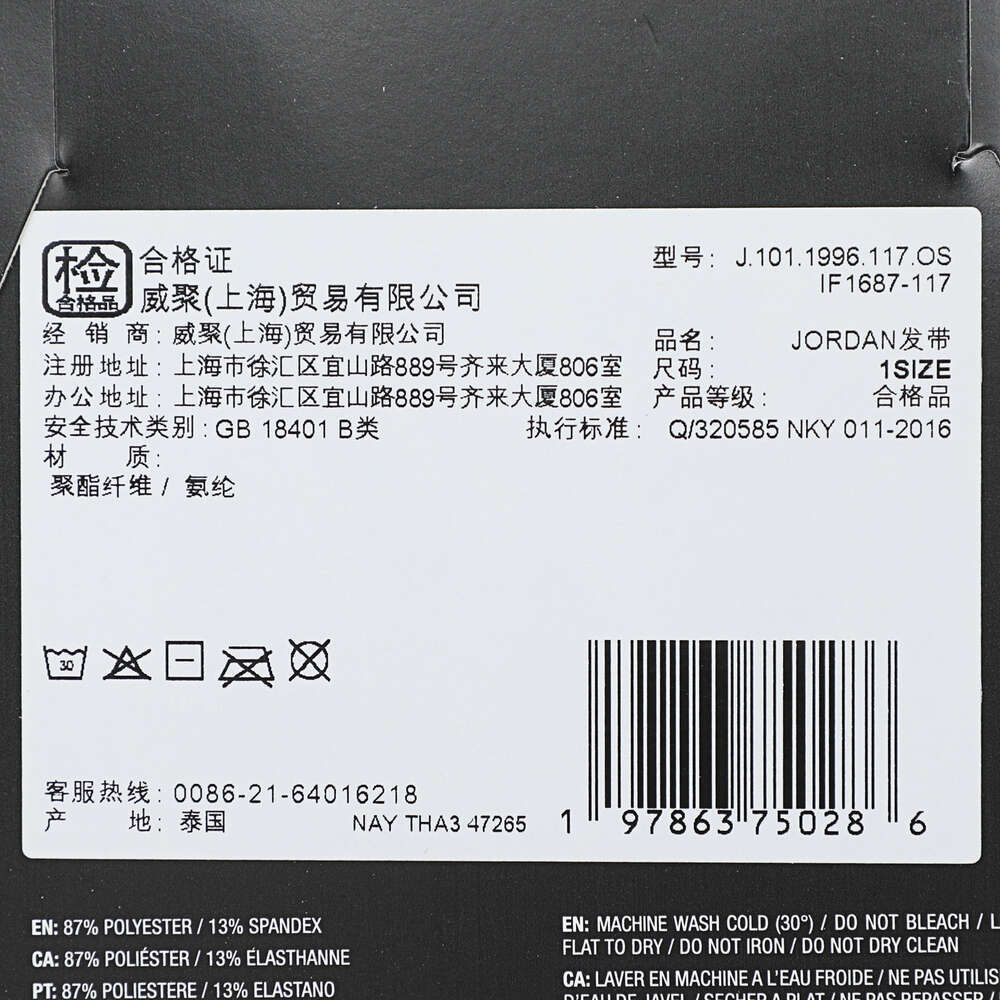 检
合格品
合格证
威聚(上海)贸易有限公司
型号: J.101.1996.117.OS
IF1687-117
经销商: 威聚(上海)贸易有限公司
品名: JORDAN发带
注册地址: 上海市徐汇区宜山路889号齐来大厦806室
尺码: 1SIZE
办公地址: 上海市徐汇区宜山路889号齐来大厦806室
产品等级: 合格品
安全技术类别: GB 18401 B类
执行标准: Q/320585 NKY 011-2016
材 质:
聚酯纤维 / 氨纶
30
客服热线: 0086-21-64016218
产 地: 泰国 NAY THA3 47265
1 97863 75028 6
EN: 87% POLYESTER / 13% SPANDEX
CA: 87% POLIÉSTER / 13% ÉLASTHANNE
PT: 87% POLIESTERE / 13% ELASTANO
EN: MACHINE WASH COLD (30°) / DO NOT BLEACH /
FLAT TO DRY / DO NOT IRON / DO NOT DRY CLEAN
CA: LAVER EN MACHINE A L'EAU FROIDE / NE PAS UTILIS
D'EAU DE JAVEL / SECHER A PLAT / NE PAS REPASSER /